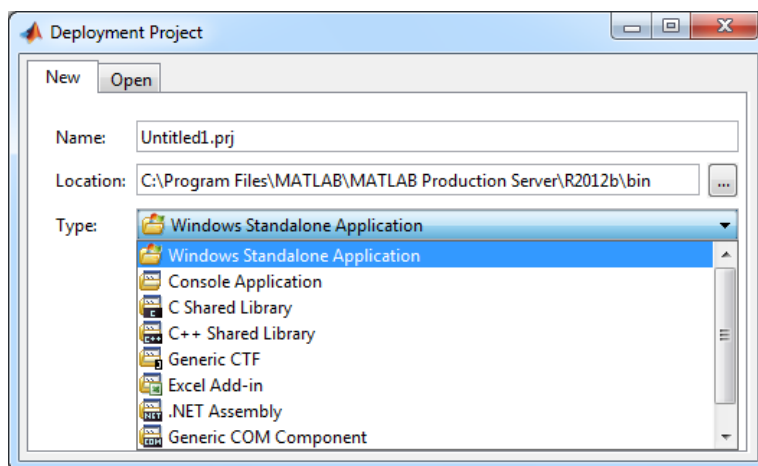 Deployment Project
New Open
Name: Untitled1.prj
Location: C:\Program Files\MATLAB\MATLAB Production Server\R2012b\bin ...
Type: Windows Standalone Application
Windows Standalone Application
Console Application
C Shared Library
C++ Shared Library
Generic CTF
Excel Add-in
.NET Assembly
Generic COM Component